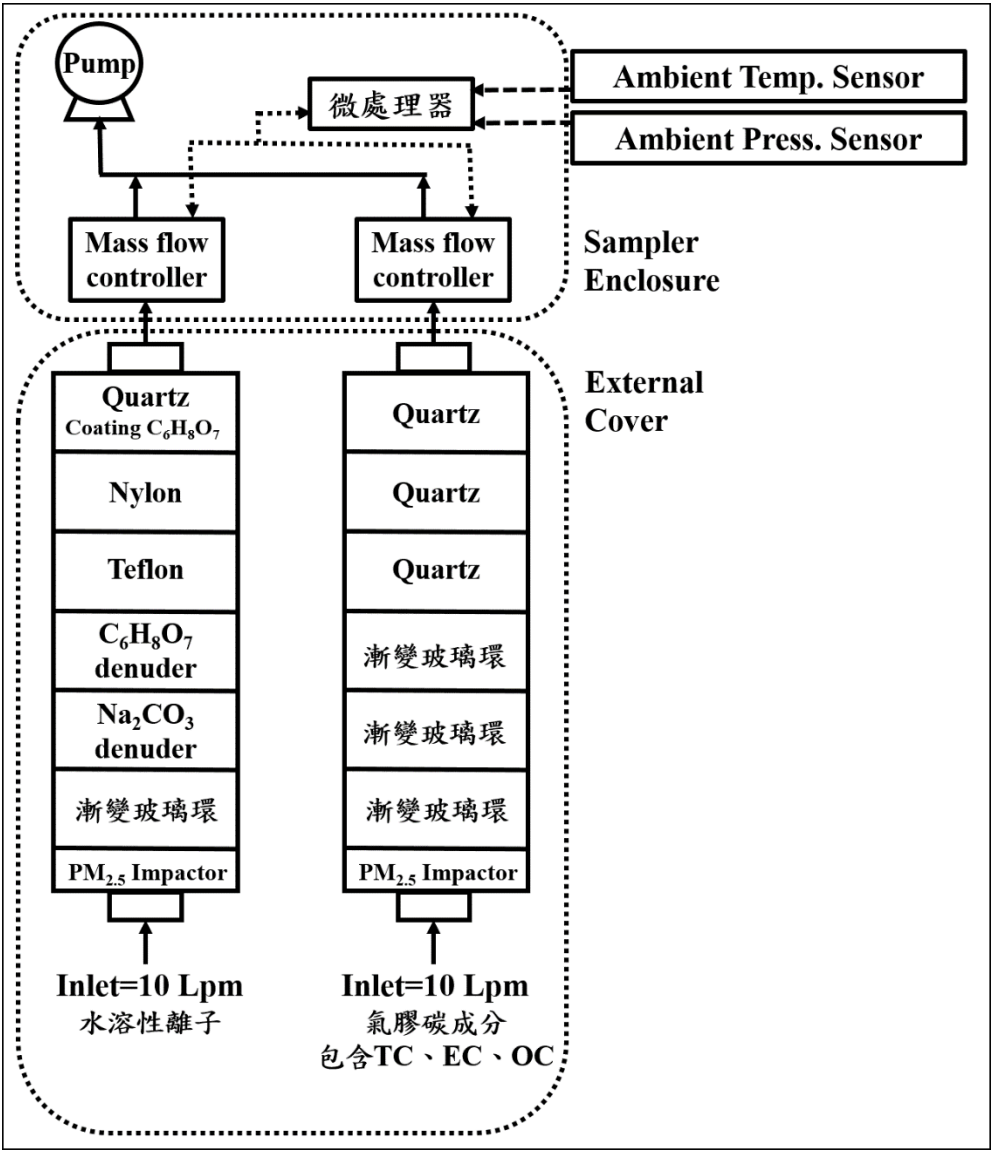 Pump
微處理器
Ambient Temp. Sensor
Ambient Press. Sensor
Mass flow
controller
Mass flow
controller
Sampler
Enclosure
External
Cover
Quartz
Coating C₆H₈O₇
Nylon
Teflon
C₆H₈O₇
denuder
Na₂CO₃
denuder
漸變玻璃環
PM₂.₅ Impactor
Inlet=10 Lpm
水溶性離子
Quartz
Quartz
Quartz
漸變玻璃環
漸變玻璃環
漸變玻璃環
PM₂.₅ Impactor
Inlet=10 Lpm
氣膠碳成分
包含TC、EC、OC